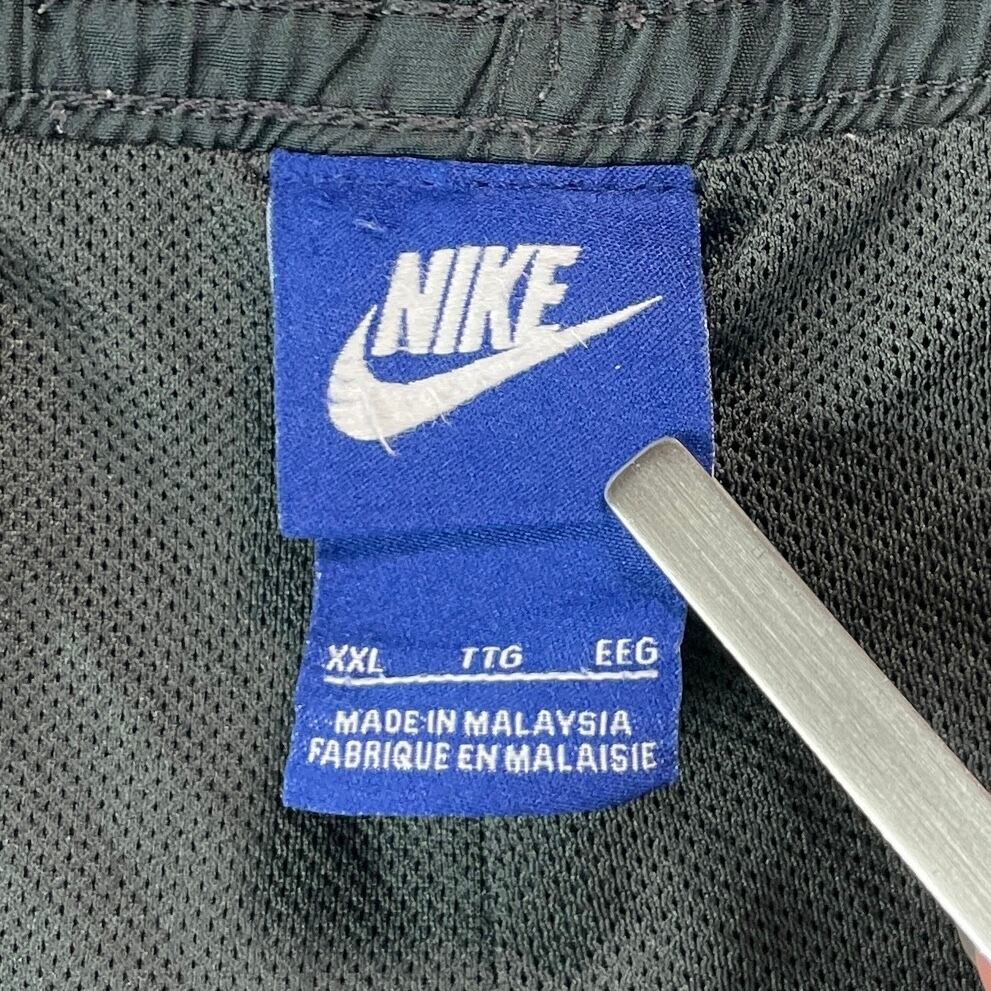 NIKE
XXL TTG EEG
MADE IN MALAYSIA
FABRIQUE EN MALAISIE